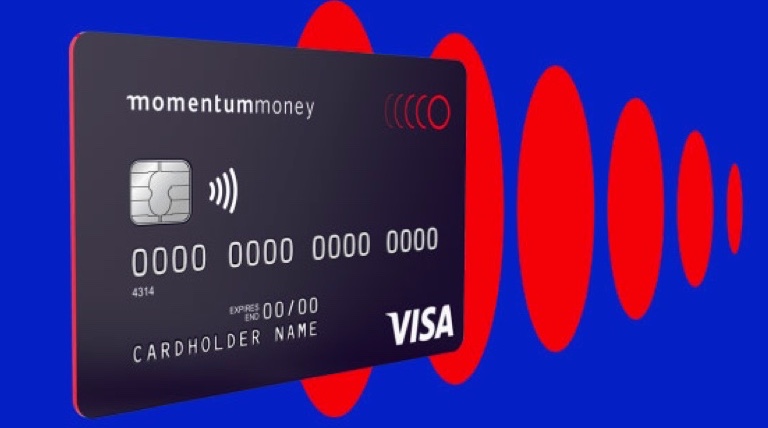 momentummoney
0000 0000 0000 0000
4314
EXPIRES
END 00/00
CARDHOLDER NAME
VISA